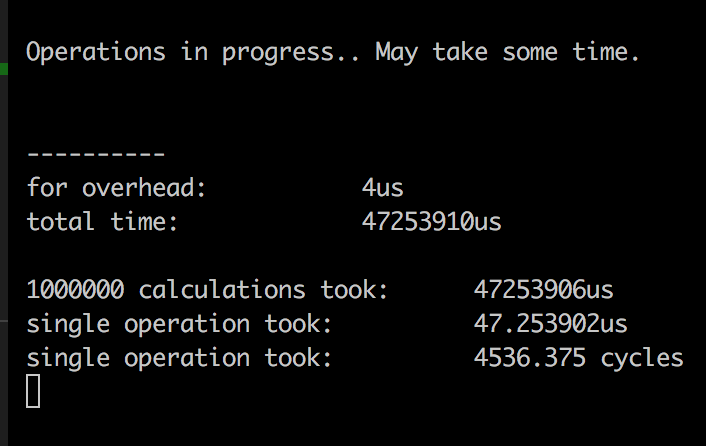 Operations in progress.. May take some time.
----------
for overhead: 4us
total time: 47253910us
1000000 calculations took: 47253906us
single operation took: 47.253902us
single operation took: 4536.375 cycles